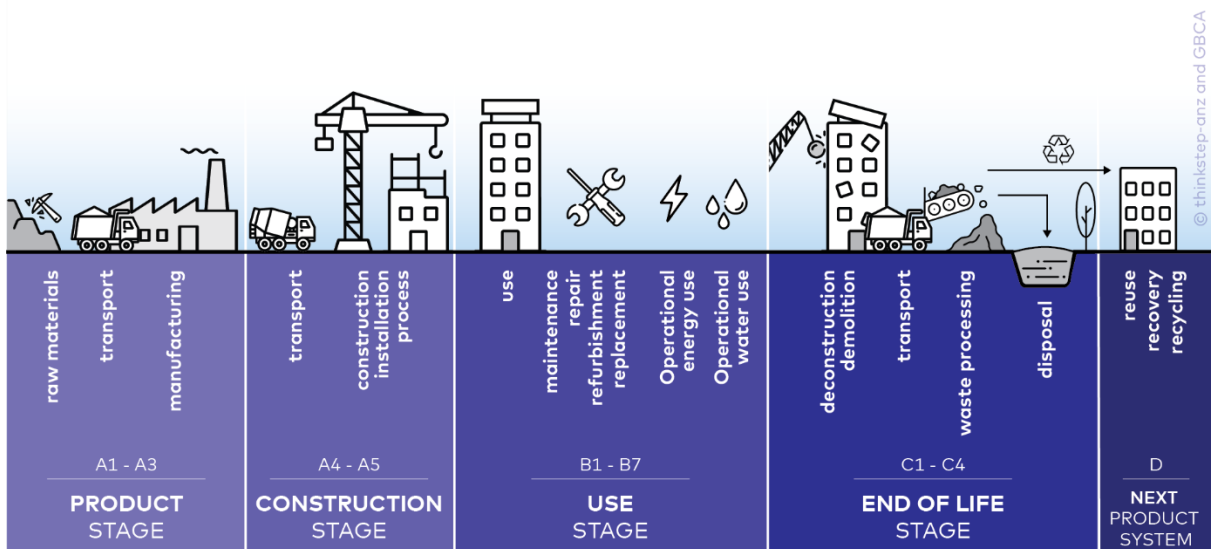 © thinkstep-anz and GBCA
raw materials
transport
manufacturing
transport
construction
installation
process
use
maintenance
repair
refurbishment
replacement
Operational
energy use
Operational
water use
deconstruction
demolition
transport
waste processing
disposal
reuse
recovery
recycling
A1 - A3
PRODUCT
STAGE
A4 - A5
CONSTRUCTION
STAGE
B1 - B7
USE
STAGE
C1 - C4
END OF LIFE
STAGE
D
NEXT
PRODUCT
SYSTEM